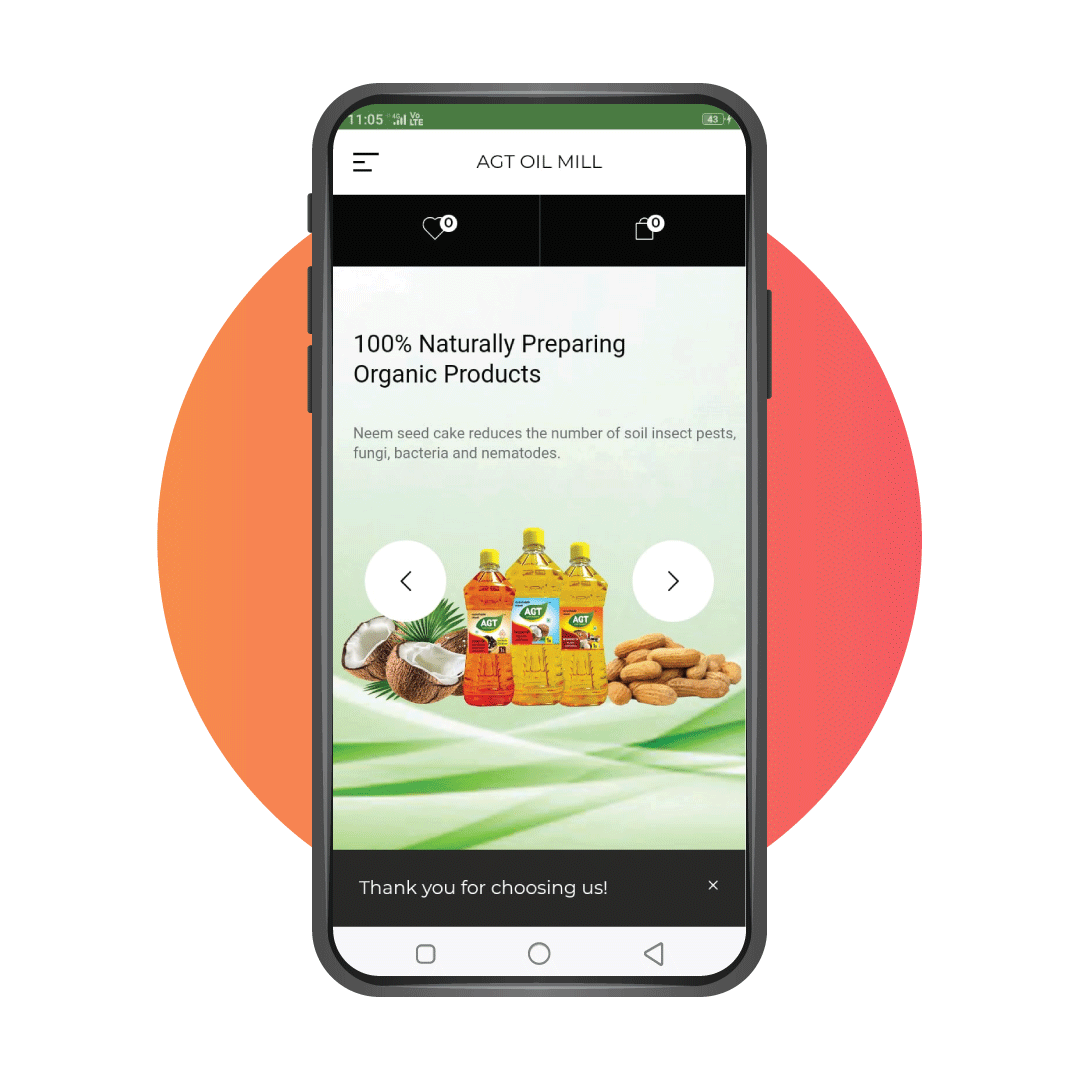 11:05 4G Vo LTE 43
AGT OIL MILL
0 0
100% Naturally Preparing
Organic Products
Neem seed cake reduces the number of soil insect pests,
fungi, bacteria and nematodes.
AGT AGT AGT
Thank you for choosing us!